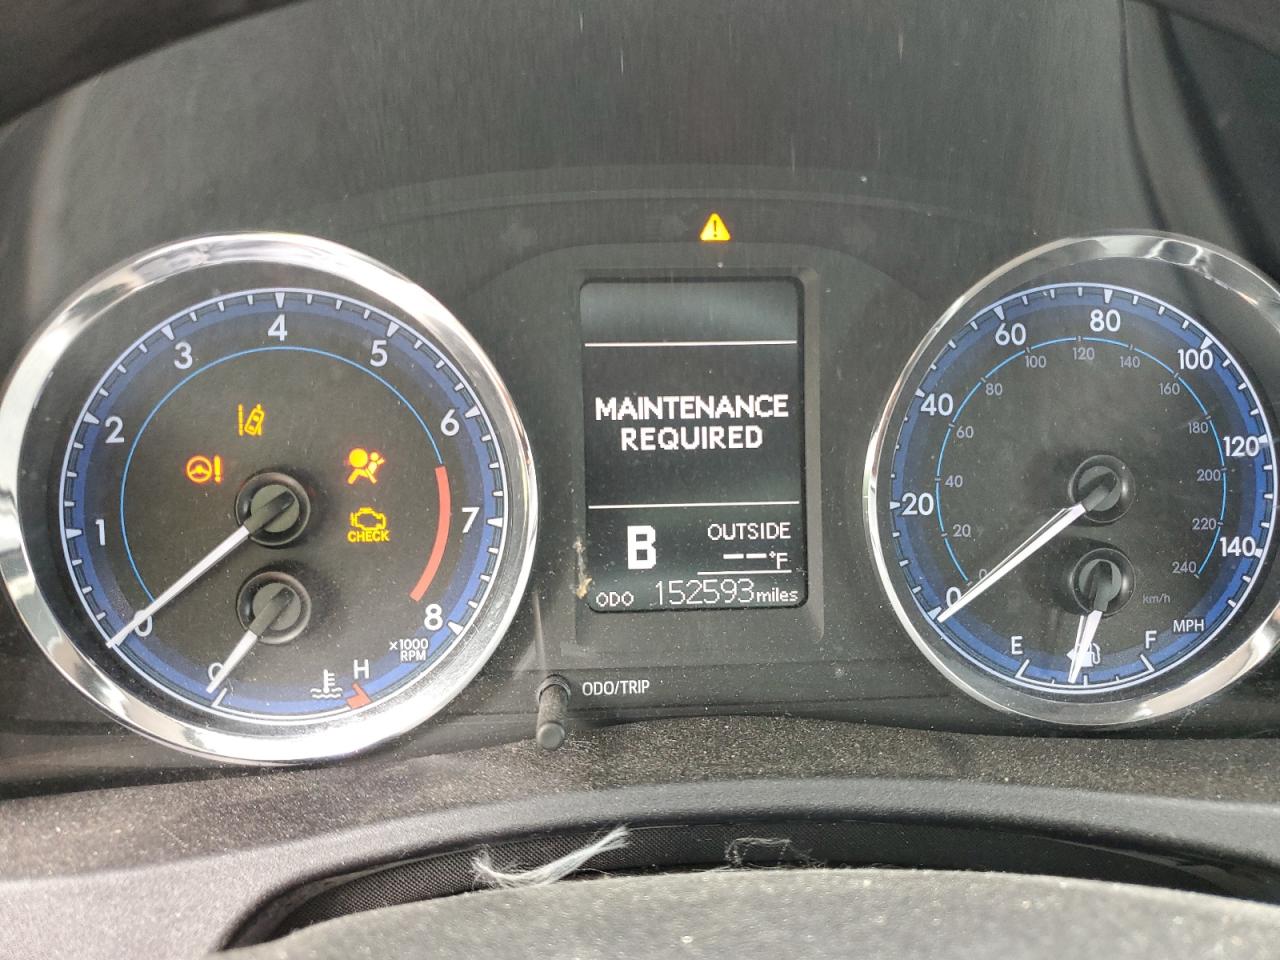 0
1
2
3
4
5
6
7
8
x1000
RPM
CHECK
H
MAINTENANCE
REQUIRED
B
OUTSIDE
--°F
ODO 152593 miles
ODO/TRIP
0
20
40
60
80
100
120
140
MPH
0
20
40
60
80
100
120
140
160
180
200
220
240
km/h
E
F